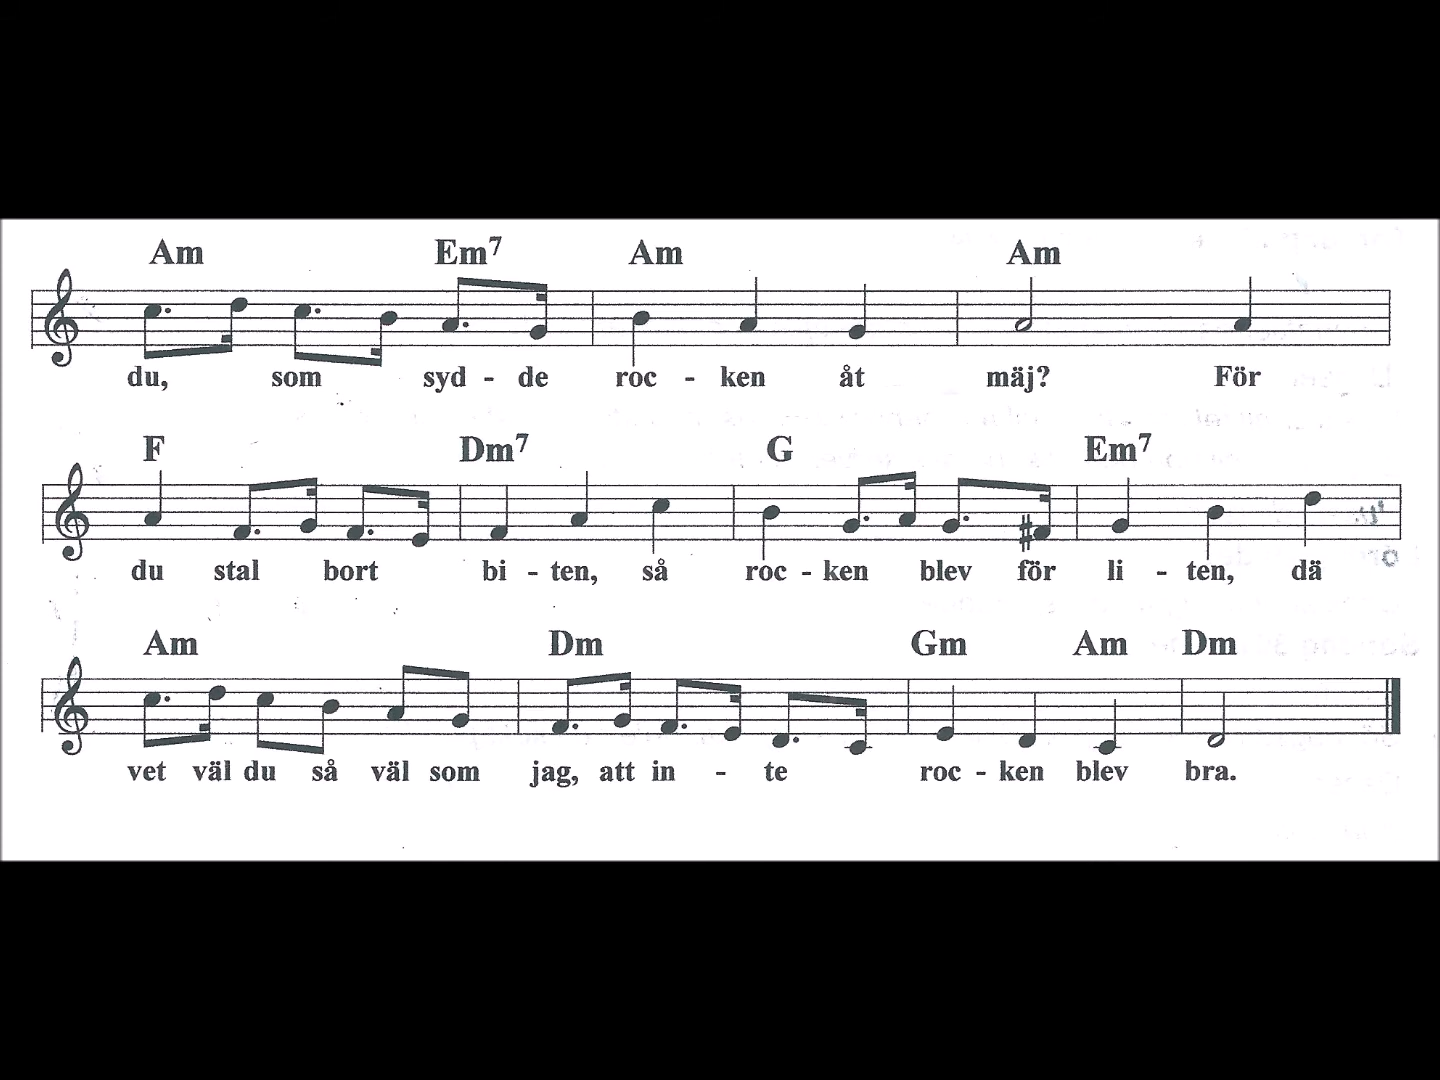 Am Em7 Am Am
du, som syd - de roc - ken åt mäj? För
F Dm7 G Em7
du stal bort bi - ten, så roc - ken blev för li - ten, dä
Am Dm Gm Am Dm
vet väl du så väl som jag, att in - te roc - ken blev bra.